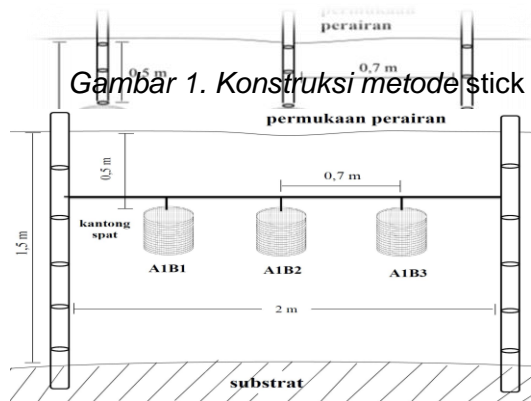 permukaan
perairan
0,5 m
0,7 m
Gambar 1. Konstruksi metode stick
permukaan perairan
0,5 m
0,7 m
1,5 m
kantong
spat
A1B1
A1B2
A1B3
2 m
substrat